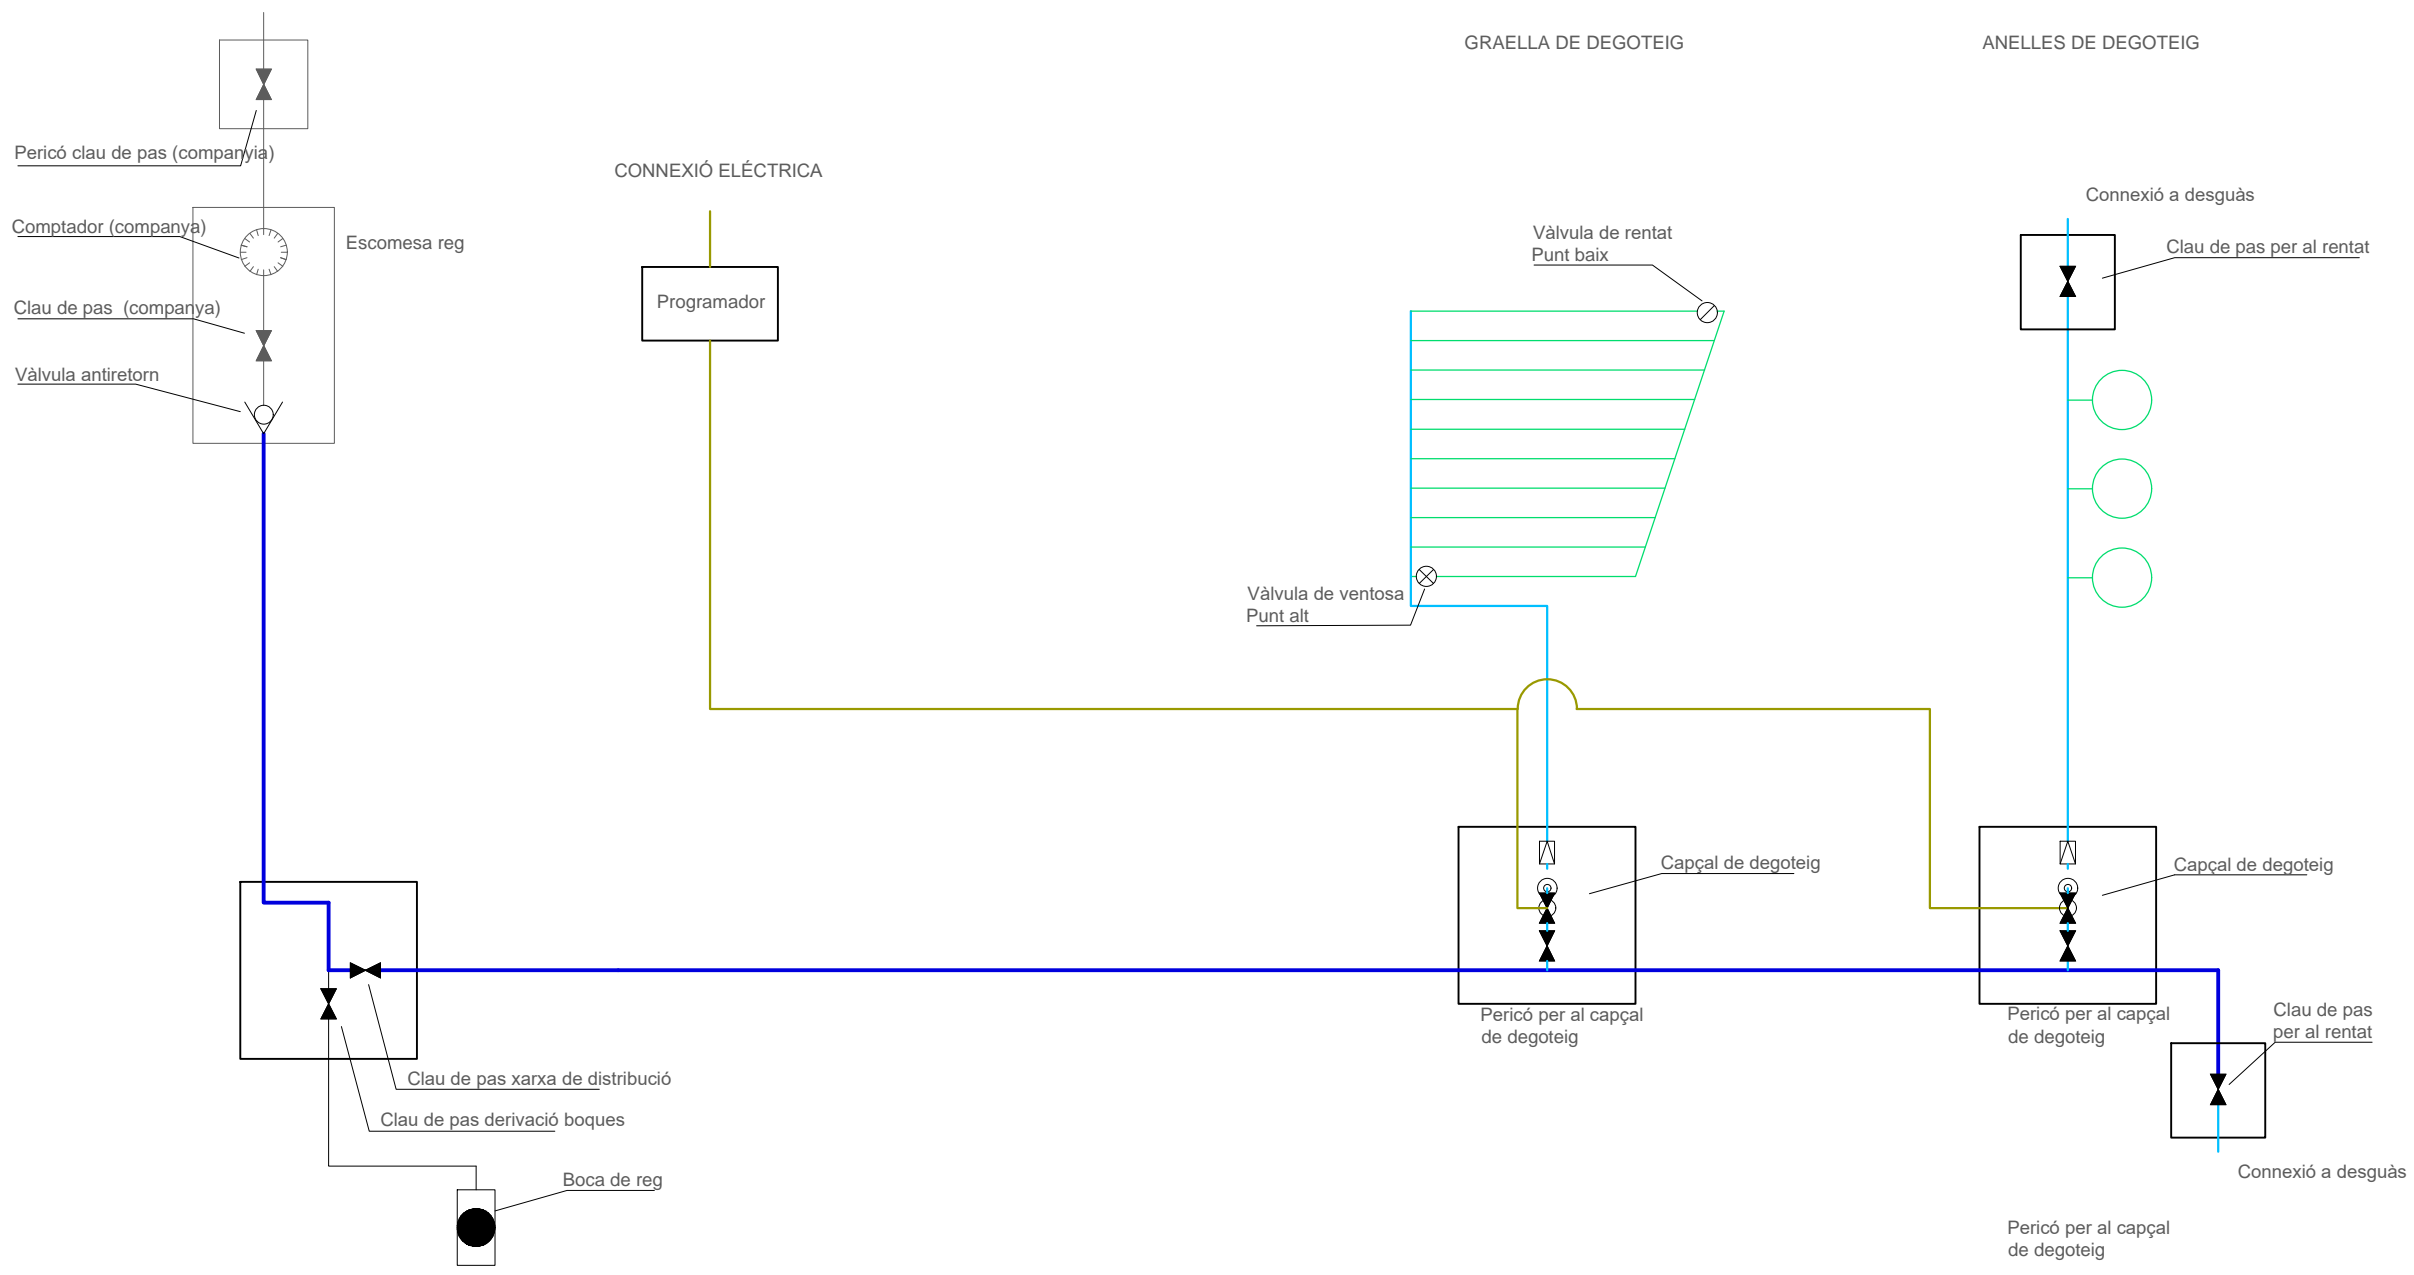 GRAELLA DE DEGOTEIG
ANELLES DE DEGOTEIG
Pericó clau de pas (companyia)
CONNEXIÓ ELÉCTRICA
Connexió a desguàs
Comptador (companya)
Escomesa reg
Vàlvula de rentat
Punt baix
Clau de pas per al rentat
Programador
Clau de pas  (companya)
Vàlvula antiretorn
Vàlvula de ventosa
Punt alt
Capçal de degoteig
Capçal de degoteig
Pericó per al capçal
de degoteig
Pericó per al capçal
de degoteig
Clau de pas
per al rentat
Clau de pas xarxa de distribució
Clau de pas derivació boques
Boca de reg
Connexió a desguàs
Pericó per al capçal
de degoteig